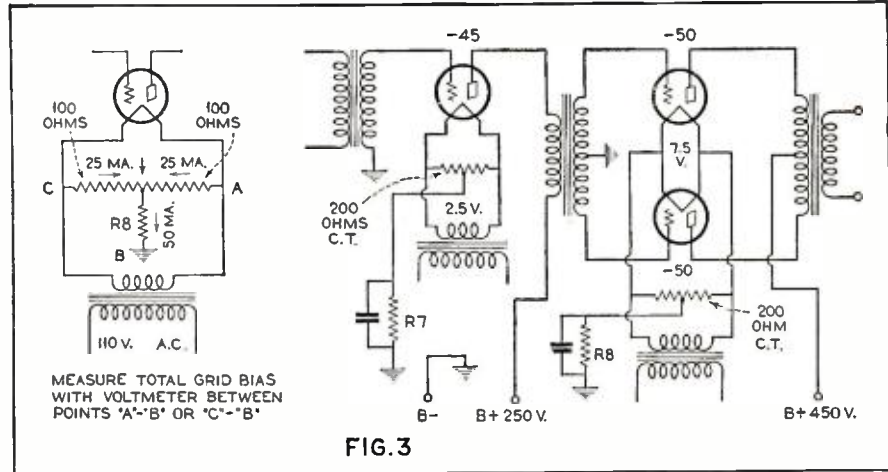 100
OHMS
100
OHMS
25 MA.
25 MA.
C
A
R8
50 MA.
B
110 V. A.C.
MEASURE TOTAL GRID BIAS
WITH VOLTMETER BETWEEN
POINTS "A"-"B" OR "C"-"B"
-45
200
OHMS
C.T.
2.5 V.
R7
B-
B+ 250 V.
-50
7.5
V.
-50
200
OHM
C.T.
R8
B+ 450 V.
FIG.3